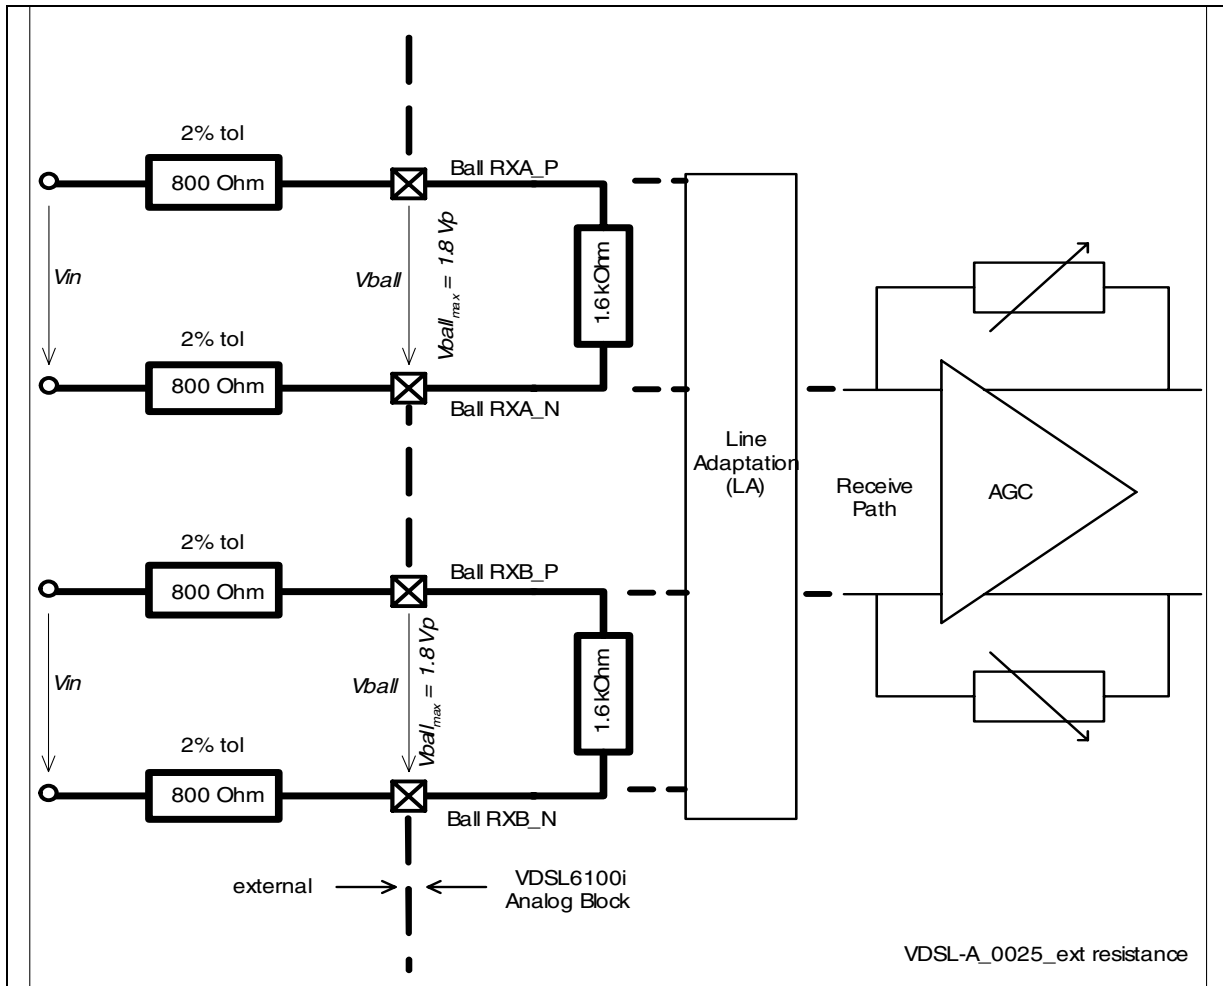 2% tol
800 Ohm
Ball RXA_P
Vin
Vball
Vball_max = 1.8 Vp
1.6 kOhm
2% tol
800 Ohm
Ball RXA_N
Line
Adaptation
(LA)
Receive
Path
AGC
2% tol
800 Ohm
Ball RXB_P
Vin
Vball
Vball_max = 1.8 Vp
1.6 kOhm
2% tol
800 Ohm
Ball RXB_N
external
VDSL6100i
Analog Block
VDSL-A_0025_ext resistance